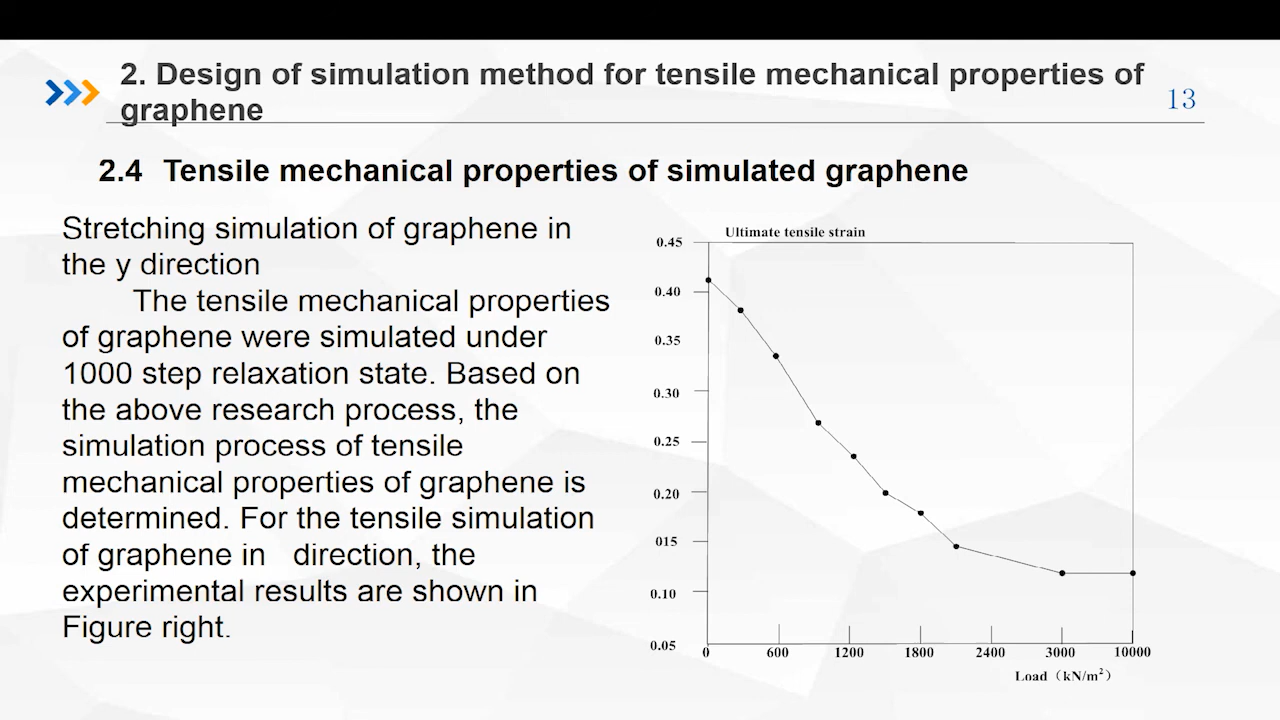 2. Design of simulation method for tensile mechanical properties of
graphene
13
2.4 Tensile mechanical properties of simulated graphene
Stretching simulation of graphene in
the y direction
The tensile mechanical properties
of graphene were simulated under
1000 step relaxation state. Based on
the above research process, the
simulation process of tensile
mechanical properties of graphene is
determined. For the tensile simulation
of graphene in direction, the
experimental results are shown in
Figure right.
Ultimate tensile strain
0.45
0.40
0.35
0.30
0.25
0.20
015
0.10
0.05
0 600 1200 1800 2400 3000 10000
Load（kN/m²）